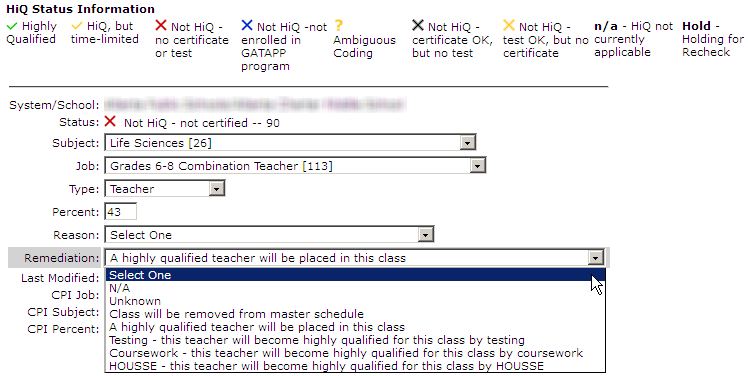 HiQ Status Information
Highly Qualified
HiQ, but time-limited
Not HiQ - no certificate or test
Not HiQ -not enrolled in GATAPP program
? Ambiguous Coding
Not HiQ - certificate OK, but no test
Not HiQ - test OK, but no certificate
n/a - HiQ not currently applicable
Hold - Holding for Recheck
System/School:
Status: Not HiQ - not certified -- 90
Subject: Life Sciences [26]
Job: Grades 6-8 Combination Teacher [113]
Type: Teacher
Percent: 43
Reason: Select One
Remediation: A highly qualified teacher will be placed in this class
Last Modified: Select One
CPI Job: N/A
Unknown
CPI Subject: Class will be removed from master schedule
CPI Percent: A highly qualified teacher will be placed in this class
Testing - this teacher will become highly qualified for this class by testing
Coursework - this teacher will become highly qualified for this class by coursework
HOUSSE - this teacher will become highly qualified for this class by HOUSSE